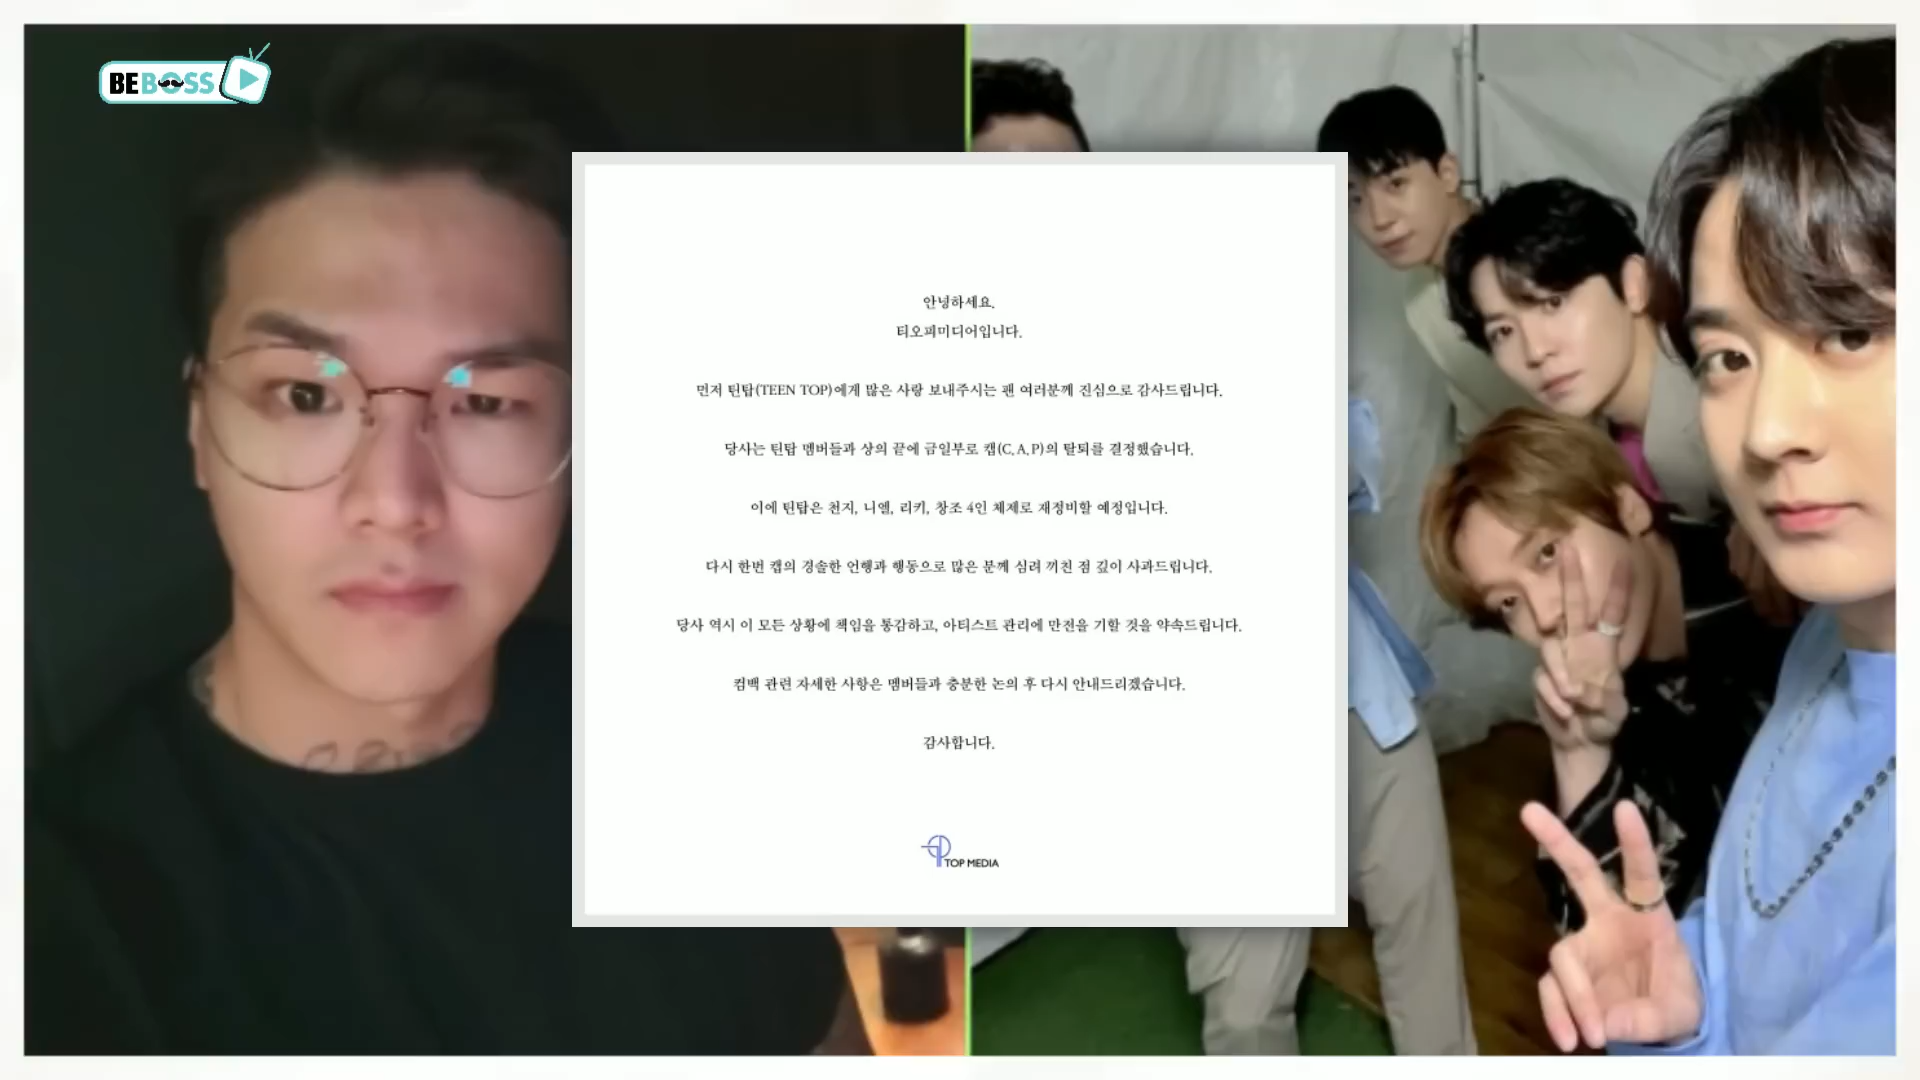 BEBOSS
안녕하세요.
티오피미디어입니다.
먼저 틴탑(TEEN TOP)에게 많은 사랑 보내주시는 팬 여러분께 진심으로 감사드립니다.
당사는 틴탑 멤버들과 상의 끝에 금일부로 캡(C.A.P)의 탈퇴를 결정했습니다.
이에 틴탑은 천지, 니엘, 리키, 창조 4인 체제로 재정비할 예정입니다.
다시 한번 캡의 경솔한 언행과 행동으로 많은 분께 심려 끼친 점 깊이 사과드립니다.
당사 역시 이 모든 상황에 책임을 통감하고, 아티스트 관리에 만전을 기할 것을 약속드립니다.
컴백 관련 자세한 사항은 멤버들과 충분한 논의 후 다시 안내드리겠습니다.
감사합니다.
TOP MEDIA